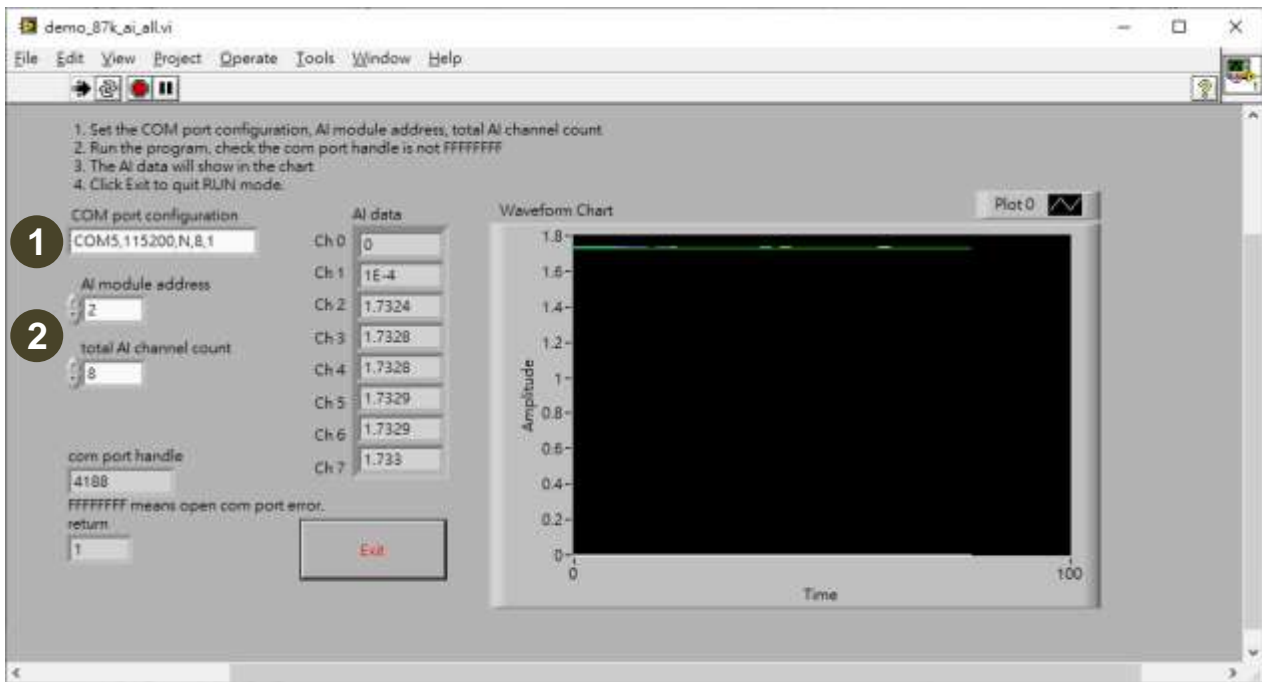 demo_87k_ai_all.vi
File Edit View Project Operate Tools Window Help
1. Set the COM port configuration, AI module address, total AI channel count
2. Run the program, check the com port handle is not FFFFFFFF
3. The AI data will show in the chart
4. Click Exit to quit RUN mode.
1
COM port configuration
COM5,115200,N,8,1
AI module address
2
2
total AI channel count
8
com port handle
4188
FFFFFFFF means open com port error.
return
1
AI data
Ch 0 0
Ch 1 1E-4
Ch 2 1.7324
Ch 3 1.7328
Ch 4 1.7328
Ch 5 1.7329
Ch 6 1.7329
Ch 7 1.733
Exit
Waveform Chart
Plot 0
Amplitude
1.8
1.6
1.4
1.2
1
0.8
0.6
0.4
0.2
0
0 100
Time